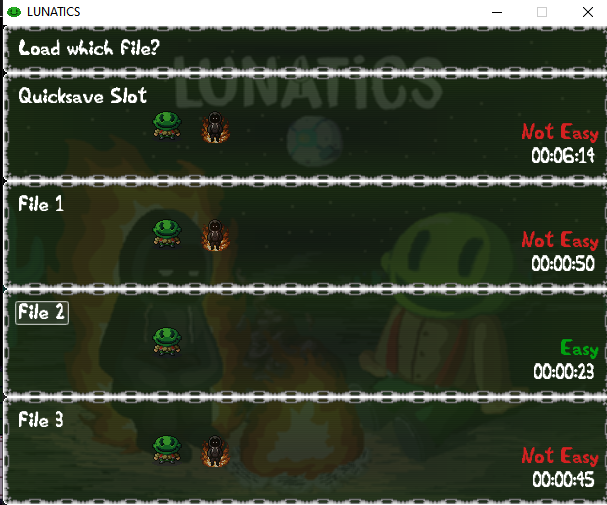 LUNATICS
Load which file?
LUNATICS
Quicksave Slot
Not Easy
00:06:14
File 1
Not Easy
00:00:50
File 2
Easy
00:00:23
File 3
Not Easy
00:00:45